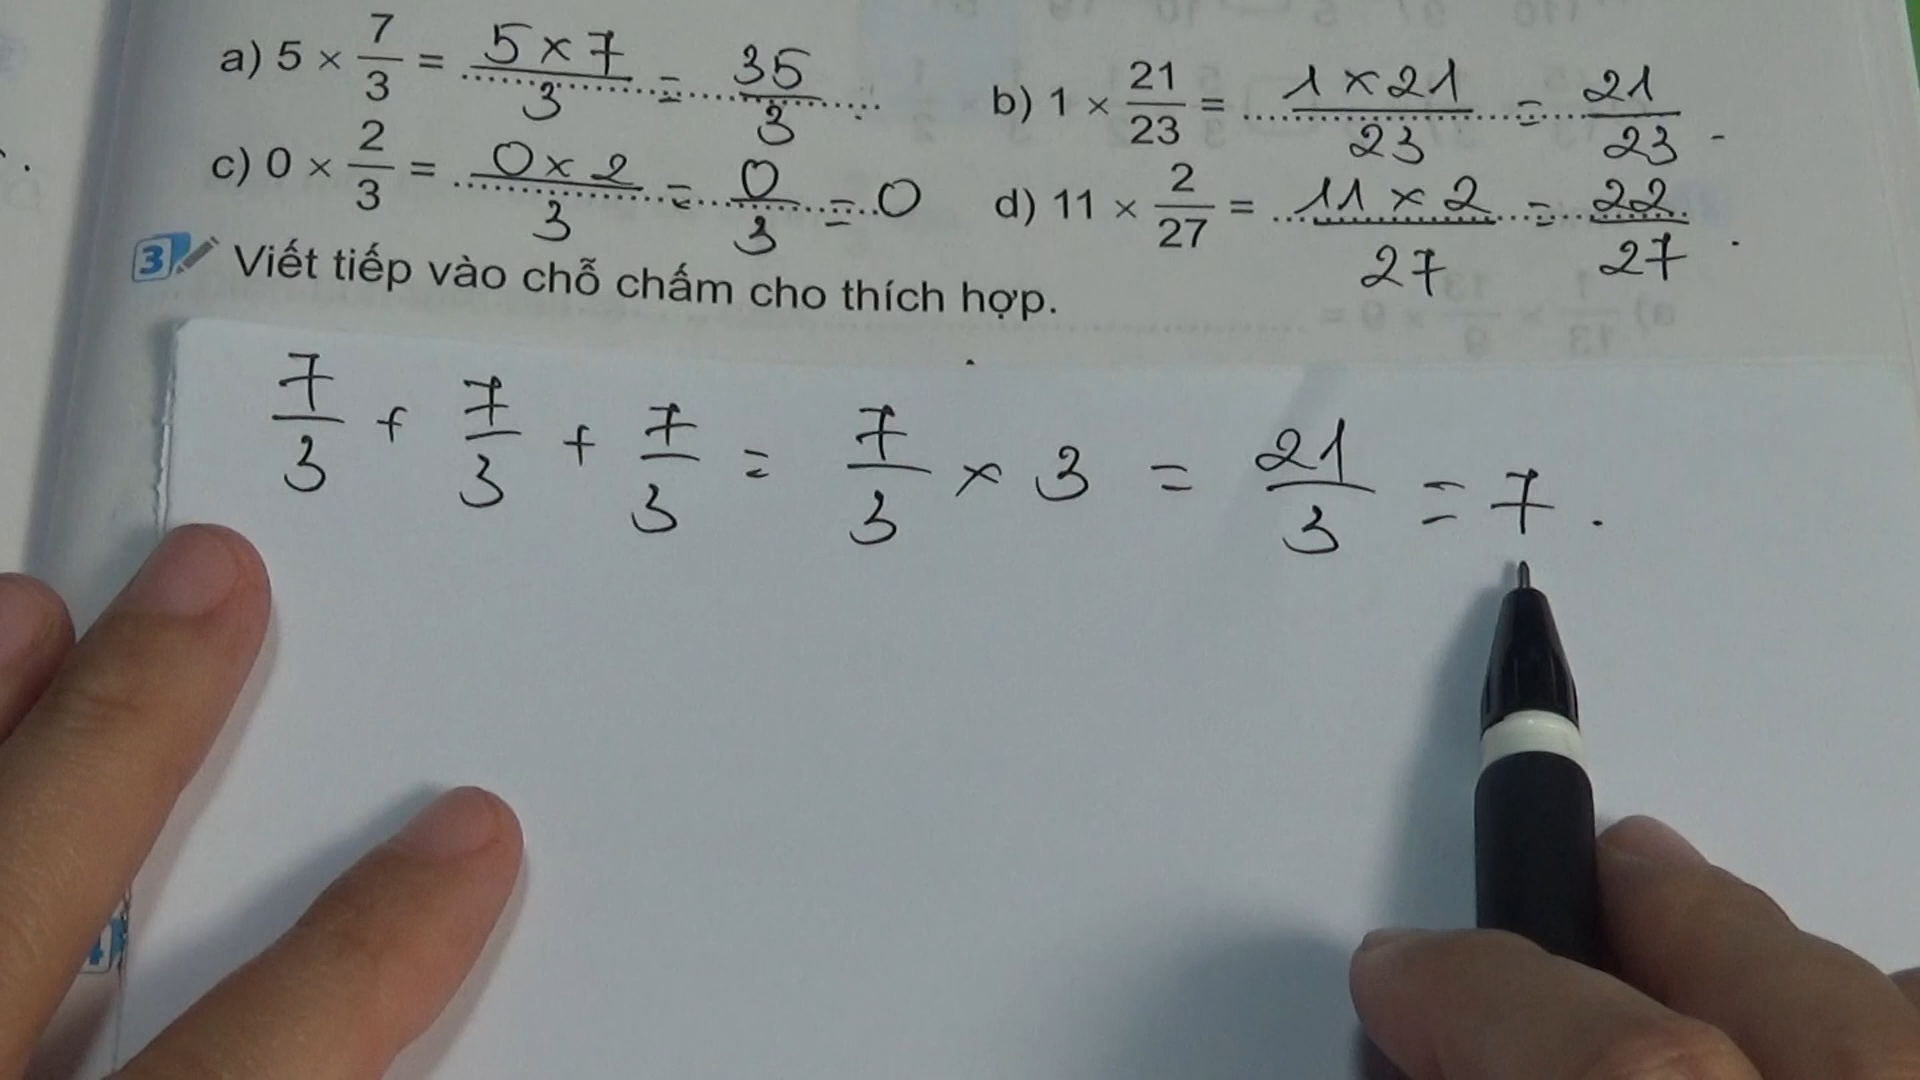 a) 5 × 7/3 = 5 × 7/3 = 35/3
b) 1 × 21/23 = 1 × 21/23 = 21/23
c) 0 × 2/3 = 0 × 2/3 = 0/3 = 0
d) 11 × 2/27 = 11 × 2/27 = 22/27.
3 Viết tiếp vào chỗ chấm cho thích hợp.
7/3 + 7/3 + 7/3 = 7/3 × 3 = 21/3 = 7.